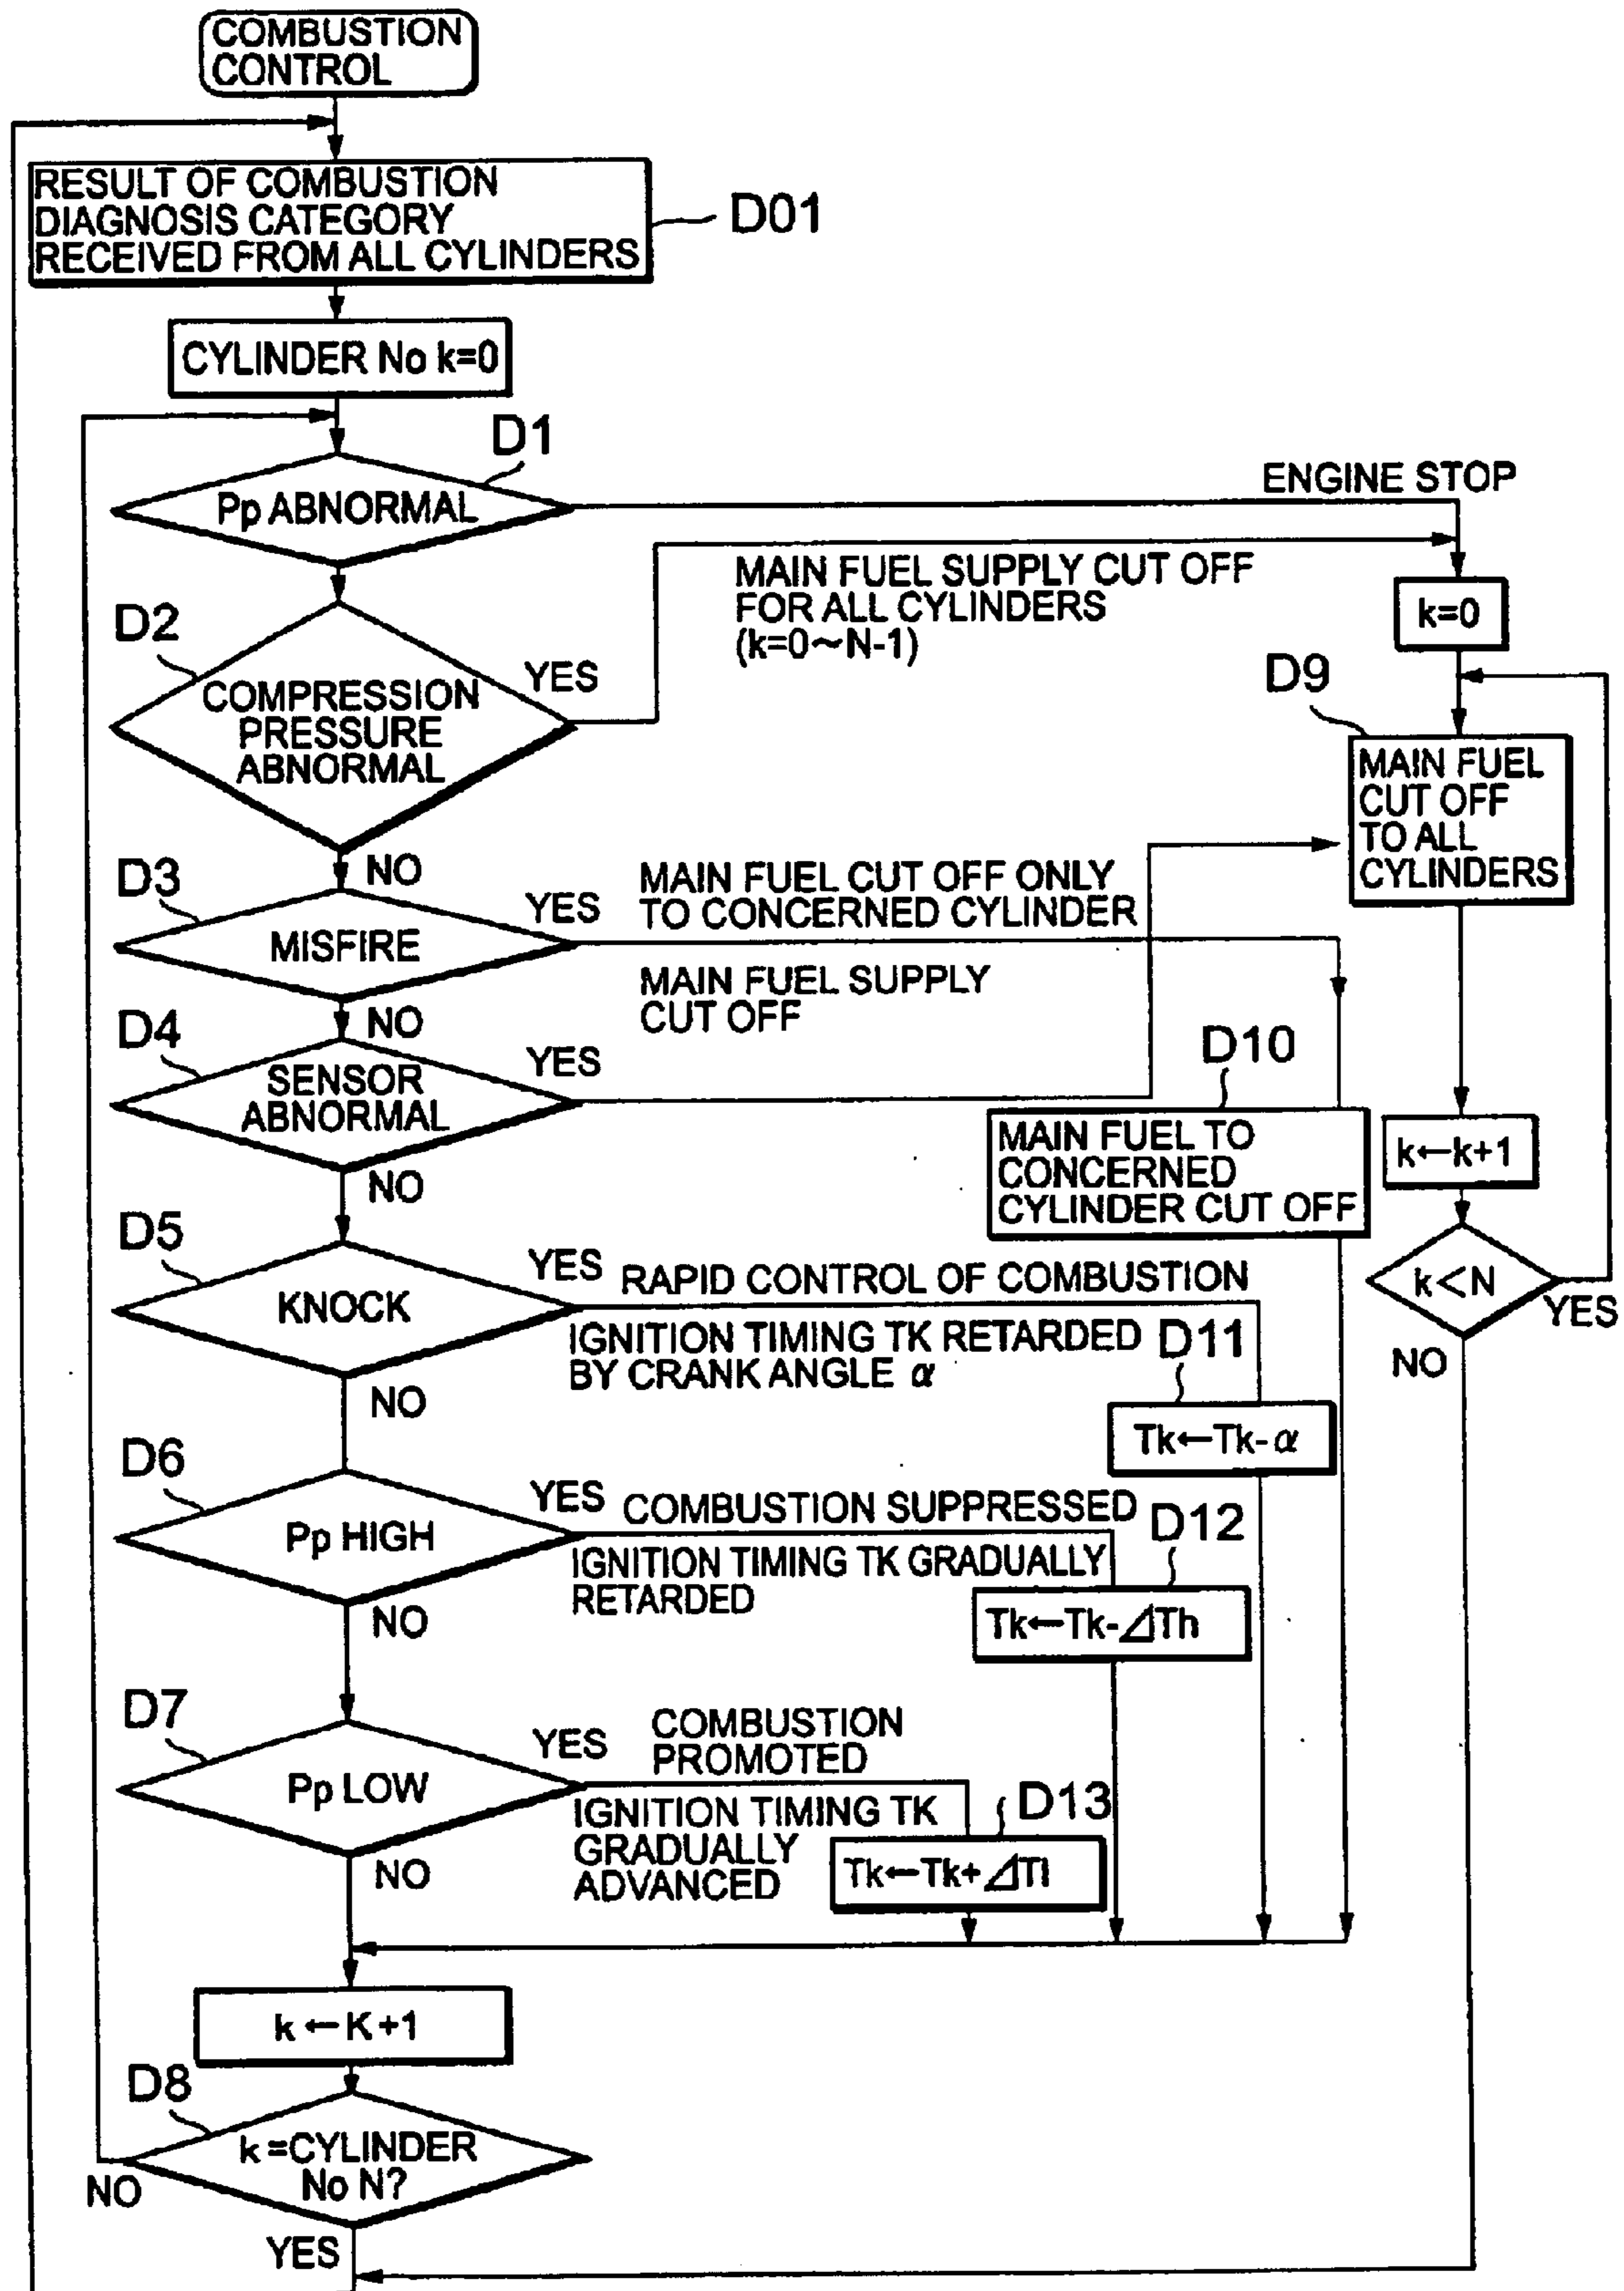 COMBUSTION
CONTROL
RESULT OF COMBUSTION
DIAGNOSIS CATEGORY
RECEIVED FROM ALL CYLINDERS
D01
CYLINDER No k=0
D1
Pp ABNORMAL
ENGINE STOP
D2
COMPRESSION
PRESSURE
ABNORMAL
YES
MAIN FUEL SUPPLY CUT OFF
FOR ALL CYLINDERS
(k=0～N-1)
k=0
D9
MAIN FUEL
CUT OFF
TO ALL
CYLINDERS
NO
D3
MISFIRE
YES
MAIN FUEL CUT OFF ONLY
TO CONCERNED CYLINDER
NO
D4
SENSOR
ABNORMAL
YES
MAIN FUEL SUPPLY
CUT OFF
D10
MAIN FUEL TO
CONCERNED
CYLINDER CUT OFF
k←k+1
k<N
YES
NO
NO
D5
KNOCK
YES
RAPID CONTROL OF COMBUSTION
IGNITION TIMING TK RETARDED
BY CRANK ANGLE α
D11
Tk←Tk-α
NO
D6
Pp HIGH
YES
COMBUSTION SUPPRESSED
IGNITION TIMING TK GRADUALLY
RETARDED
D12
Tk←Tk-⊿Th
NO
D7
Pp LOW
YES
COMBUSTION
PROMOTED
IGNITION TIMING TK
GRADUALLY
ADVANCED
D13
Tk←Tk+⊿Tl
NO
k←K+1
D8
k=CYLINDER
No N?
NO
YES